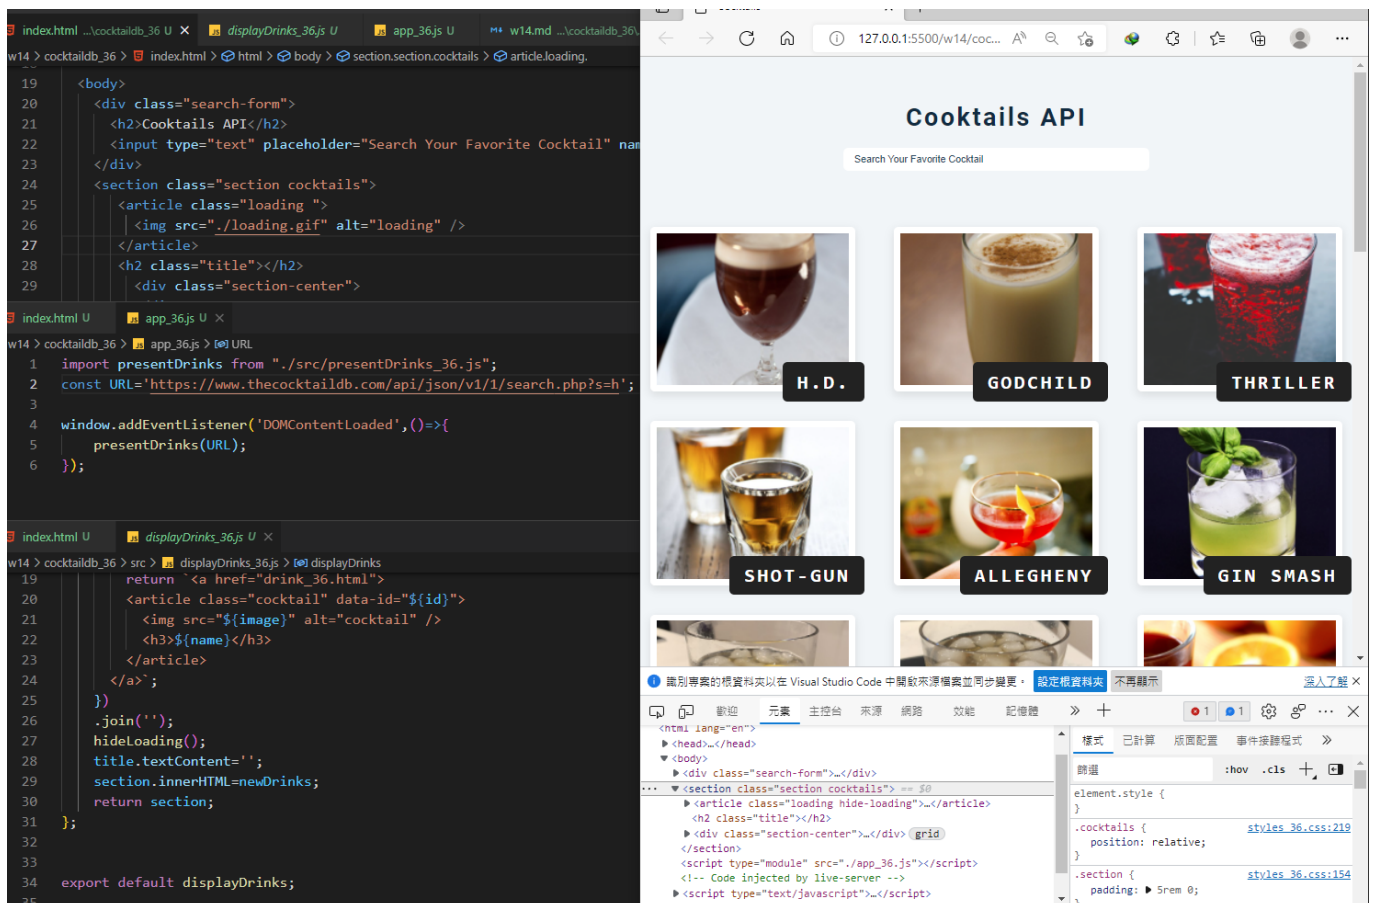 index.html ...\cocktaildb_36 U
displayDrinks_36.js U
app_36.js U
w14.md ...\cocktaildb_36\
w14 > cocktaildb_36 > index.html > html > body > section.section.cocktails > article.loading.
19 <body>
20 <div class="search-form">
21 <h2>Cooktails API</h2>
22 <input type="text" placeholder="Search Your Favorite Cocktail" nam
23 </div>
24 <section class="section cocktails">
25 <article class="loading ">
26 <img src="./loading.gif" alt="loading" />
27 </article>
28 <h2 class="title"></h2>
29 <div class="section-center">
index.html U
app_36.js U
w14 > cocktaildb_36 > app_36.js > URL
1 import presentDrinks from "./src/presentDrinks_36.js";
2 const URL='https://www.thecocktaildb.com/api/json/v1/1/search.php?s=h';
3
4 window.addEventListener('DOMContentLoaded',()=>{
5 presentDrinks(URL);
6 });
index.html U
displayDrinks_36.js U
w14 > cocktaildb_36 > src > displayDrinks_36.js > displayDrinks
19 return `<a href="drink_36.html">
20 <article class="cocktail" data-id="${id}">
21 <img src="${image}" alt="cocktail" />
22 <h3>${name}</h3>
23 </article>
24 </a>`;
25 })
26 .join('');
27 hideLoading();
28 title.textContent='';
29 section.innerHTML=newDrinks;
30 return section;
31 };
32
33
34 export default displayDrinks;
35
127.0.0.1:5500/w14/coc...
Cooktails API
Search Your Favorite Cocktail
H.D.
GODCHILD
THRILLER
SHOT-GUN
ALLEGHENY
GIN SMASH
識別專案的根資料夾以在 Visual Studio Code 中開啟來源檔案並同步變更。
設定根資料夾
不再顯示
深入了解
歡迎 元素 主控台 來源 網路 效能 記憶體
1
1
<html lang="en">
<head>…</head>
<body>
<div class="search-form">…</div>
<section class="section cocktails"> == $0
<article class="loading hide-loading">…</article>
<h2 class="title"></h2>
<div class="section-center">…</div> grid
</section>
<script type="module" src="./app_36.js"></script>
<!-- Code injected by live-server -->
<script type="text/javascript">…</script>
樣式 已計算 版面配置 事件接聽程式
篩選
:hov .cls
element.style {
}
.cocktails {
styles_36.css:219
position: relative;
}
.section {
styles_36.css:154
padding: 5rem 0;